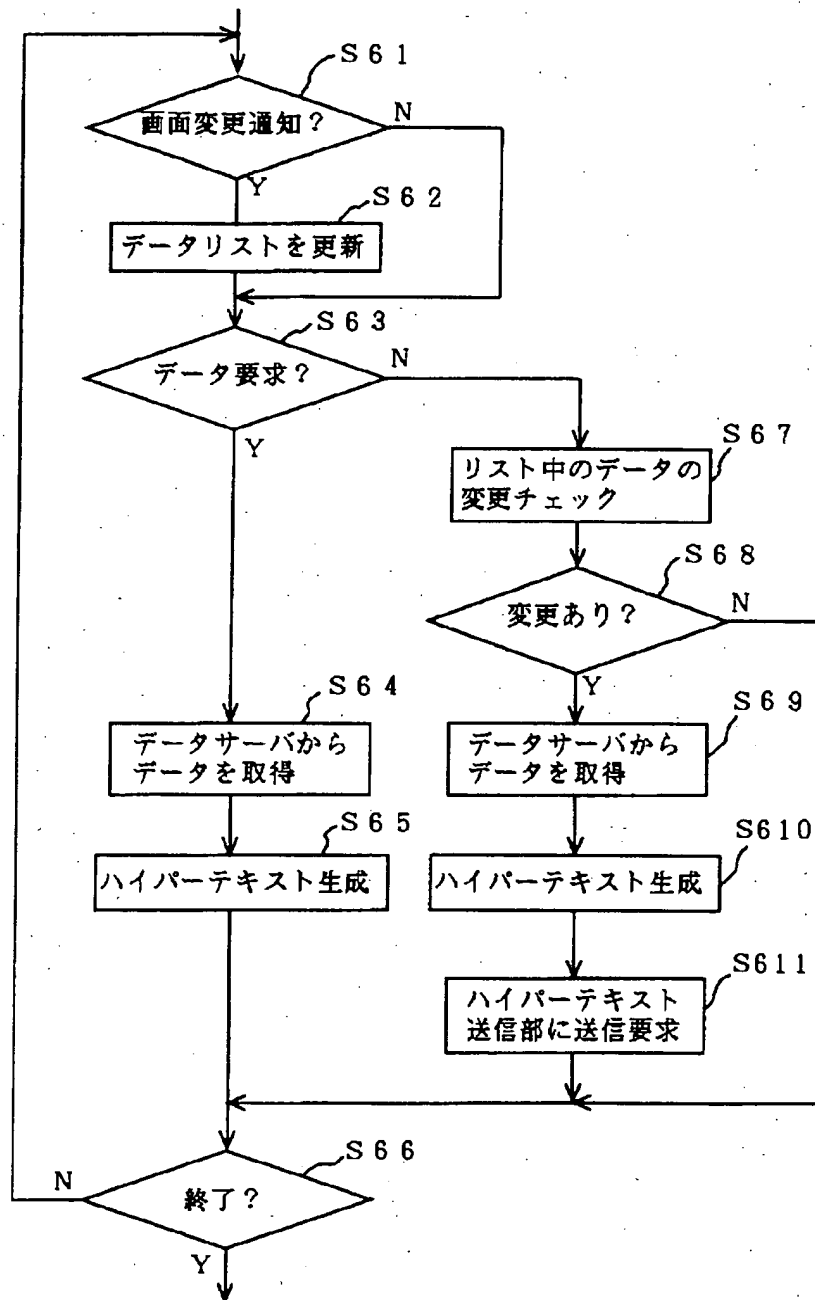 S61
画面変更通知?
N
Y
S62
データリストを更新
S63
データ要求?
N
Y
S67
リスト中のデータの
変更チェック
S68
変更あり?
N
Y
S64
データサーバから
データを取得
S69
データサーバから
データを取得
S65
ハイパーテキスト生成
S610
ハイパーテキスト生成
S611
ハイパーテキスト
送信部に送信要求
S66
N
終了?
Y